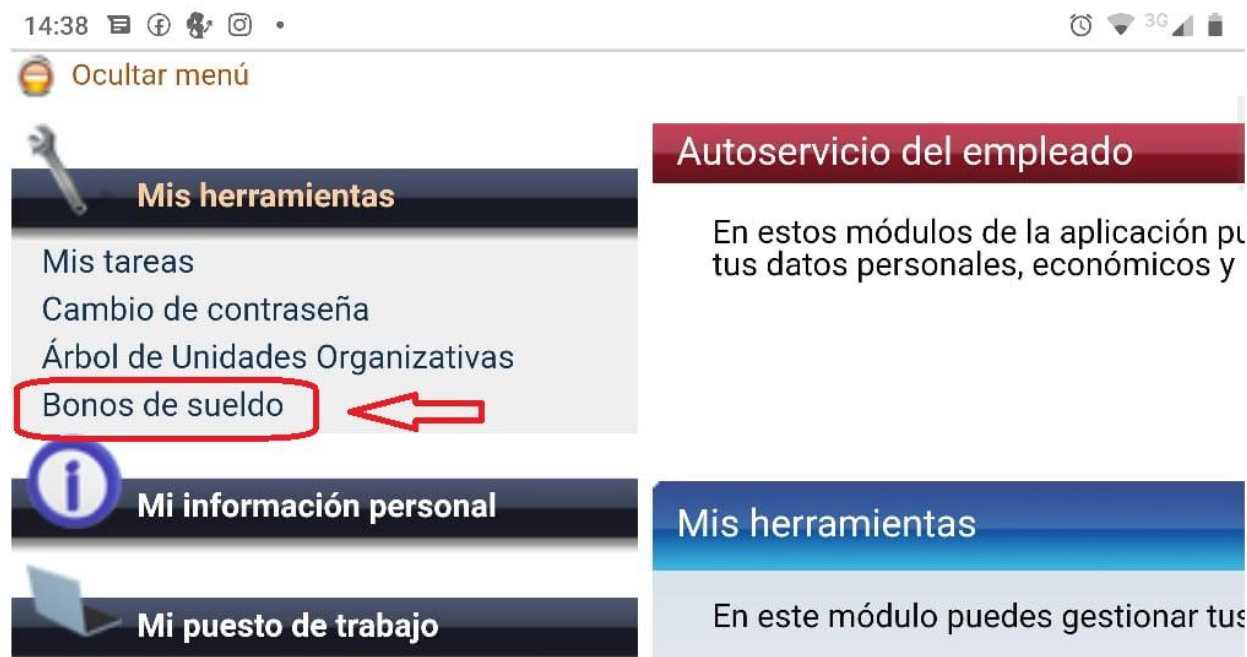 14:38
3G
Ocultar menú
Mis herramientas
Mis tareas
Cambio de contraseña
Árbol de Unidades Organizativas
Bonos de sueldo
Mi información personal
Mi puesto de trabajo
Autoservicio del empleado
En estos módulos de la aplicación
tus datos personales, económicos y
Mis herramientas
En este módulo puedes gestionar tus